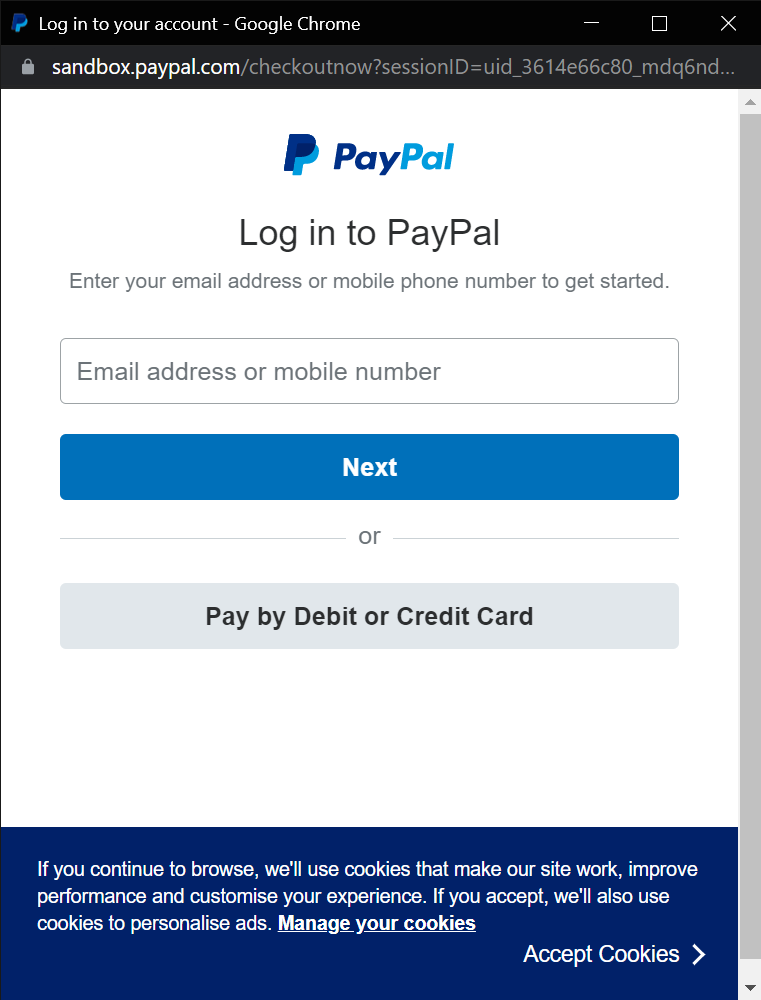 Log in to your account - Google Chrome
sandbox.paypal.com/checkoutnow?sessionID=uid_3614e66c80_mdq6nd...
PayPal
Log in to PayPal
Enter your email address or mobile phone number to get started.
Email address or mobile number
Next
or
Pay by Debit or Credit Card
If you continue to browse, we'll use cookies that make our site work, improve
performance and customise your experience. If you accept, we'll also use
cookies to personalise ads. Manage your cookies
Accept Cookies